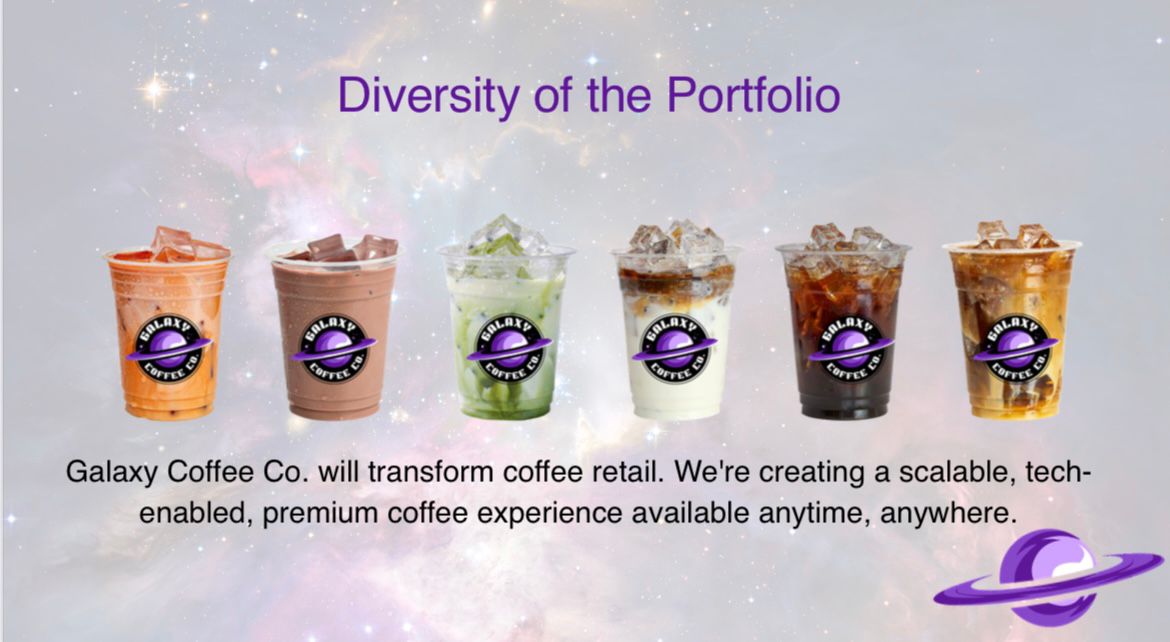 Diversity of the Portfolio
GALAXY
COFFEE CO.
GALAXY
COFFEE CO.
GALAXY
COFFEE CO.
GALAXY
COFFEE CO.
GALAXY
COFFEE CO.
GALAXY
COFFEE CO.
Galaxy Coffee Co. will transform coffee retail. We're creating a scalable, tech-
enabled, premium coffee experience available anytime, anywhere.